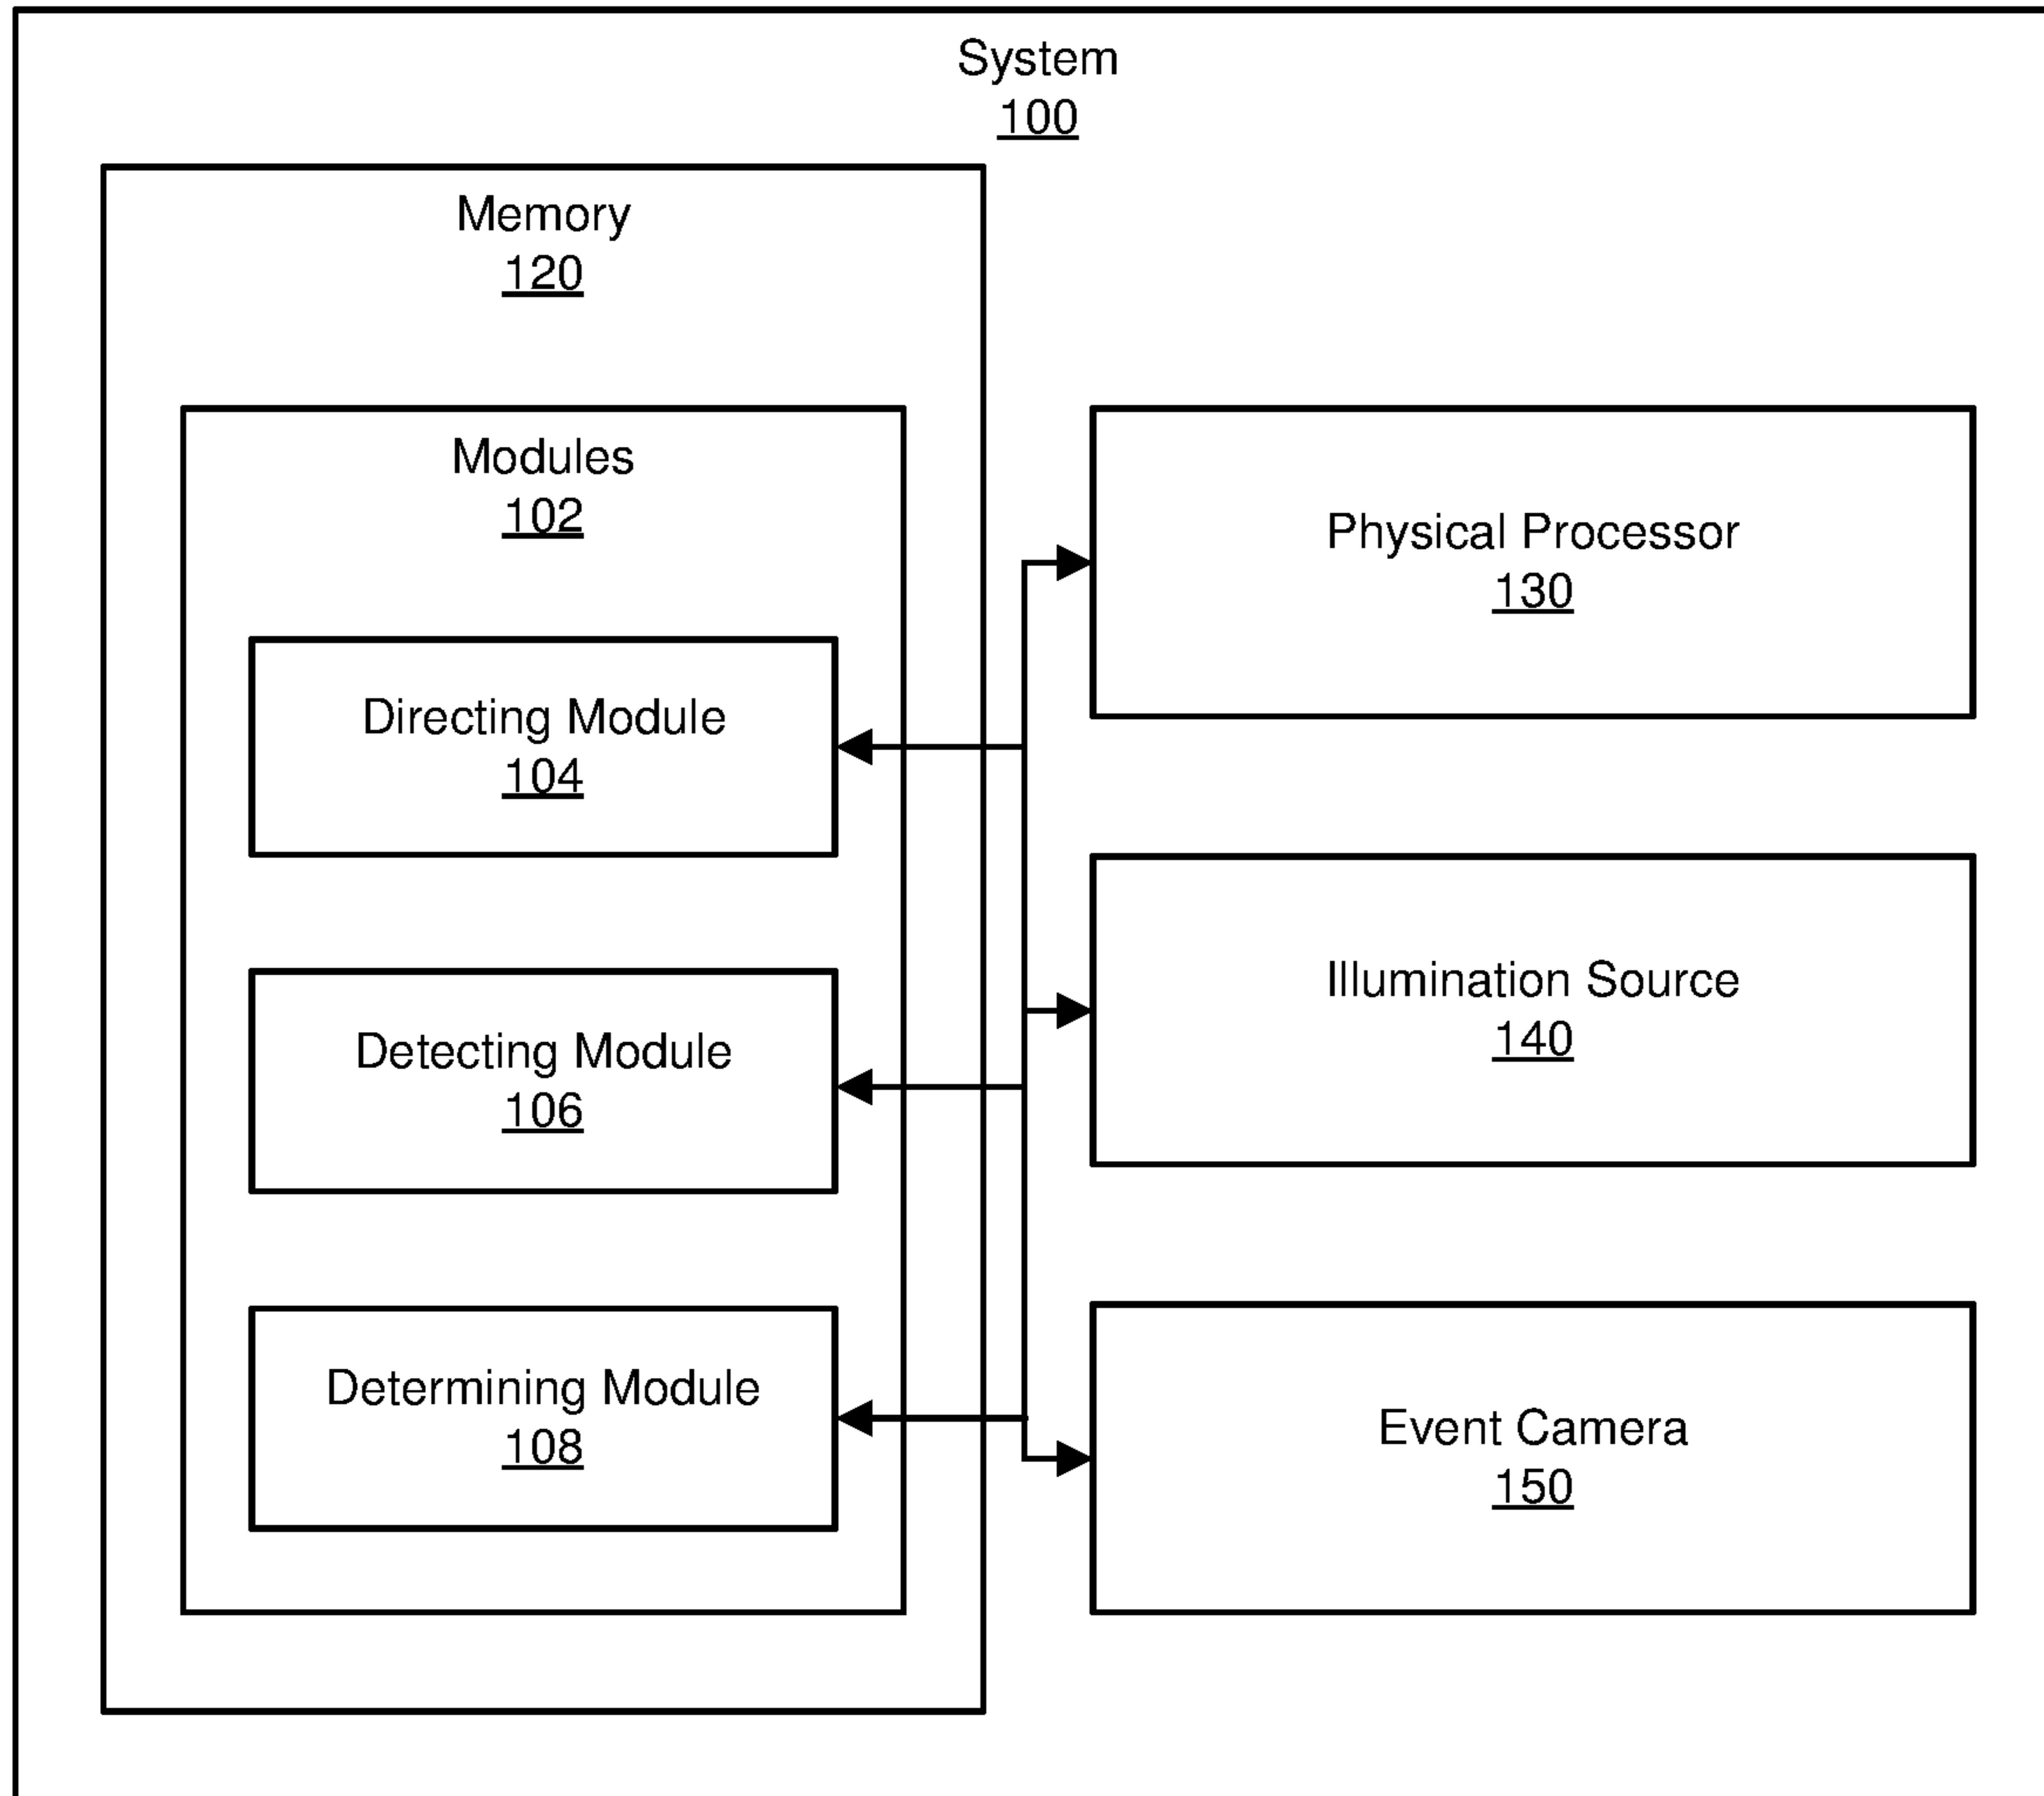 System
100
Memory
120
Modules
102
Directing Module
104
Detecting Module
106
Determining Module
108
Physical Processor
130
Illumination Source
140
Event Camera
150